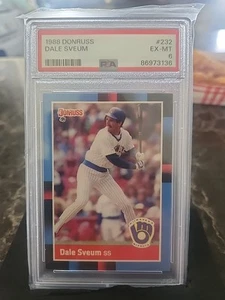 1988 DONRUSS #232
DALE SVEUM EX-MT
6
PSA 86973136
DONRUSS
Dale Sveum SS